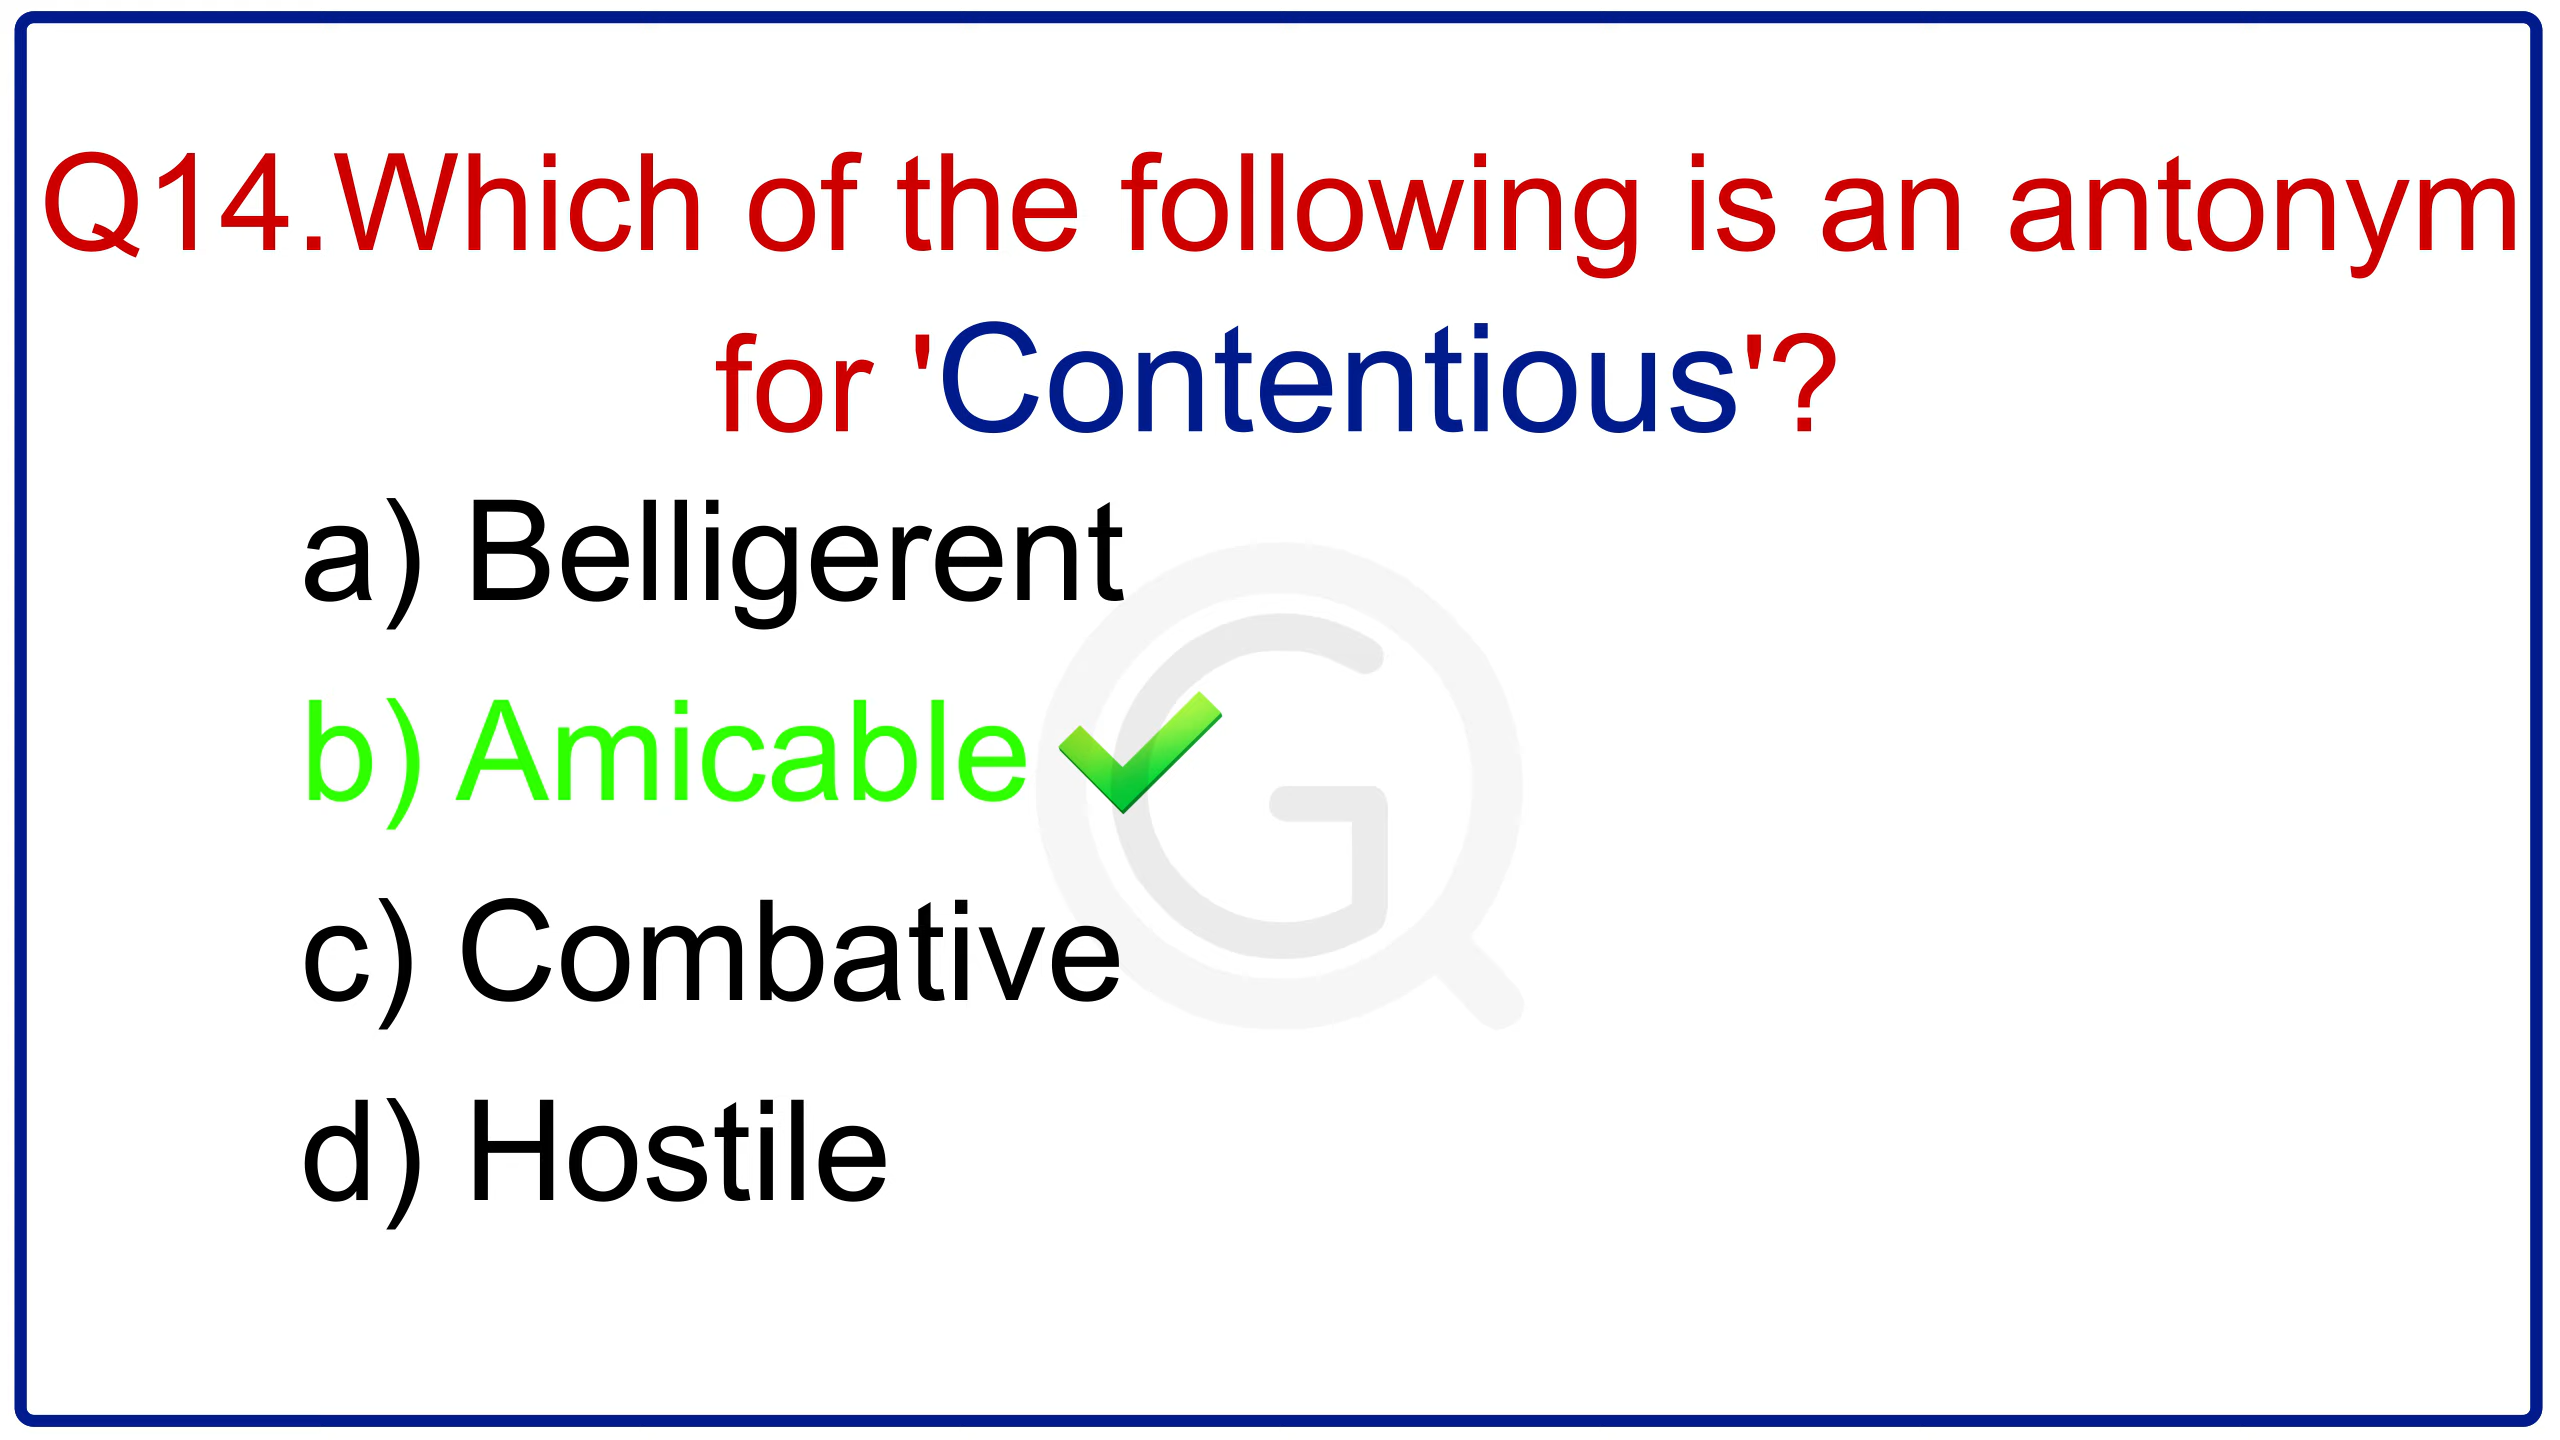 Q14.Which of the following is an antonym
for 'Contentious'?
a) Belligerent
b) Amicable
c) Combative
d) Hostile
G